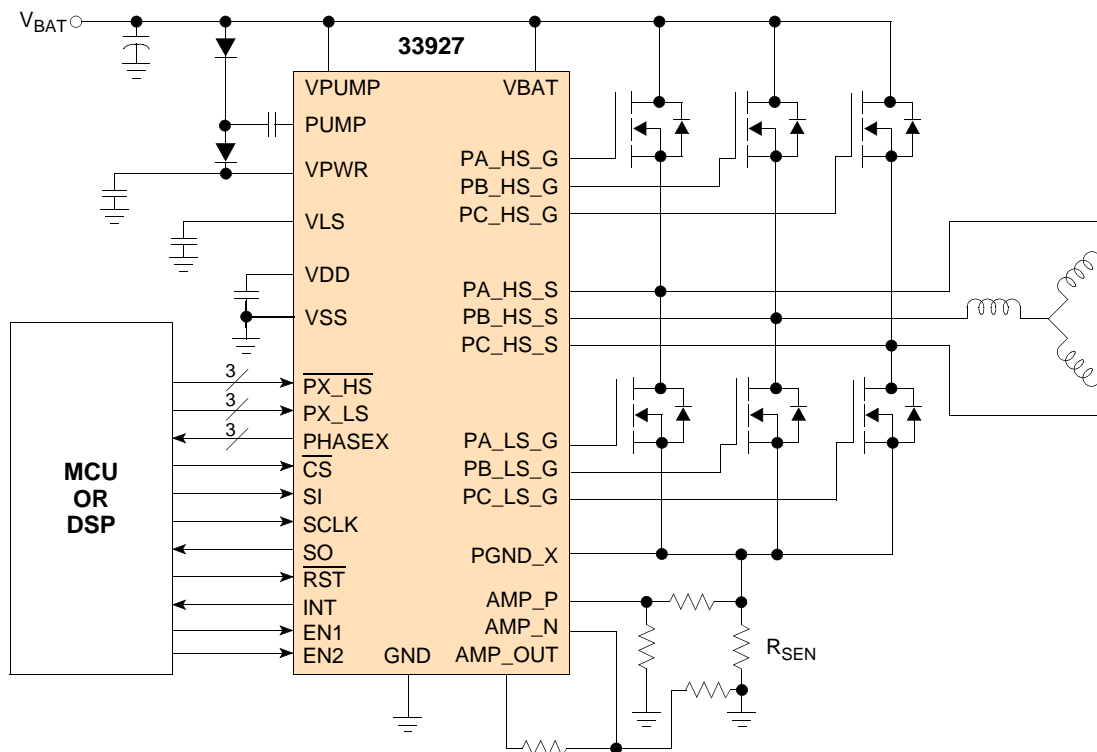 V_BAT
33927
VPUMP
VBAT
PUMP
VPWR
VLS
VDD
VSS
PA_HS_G
PB_HS_G
PC_HS_G
PA_HS_S
PB_HS_S
PC_HS_S
MCU
OR
DSP
3
3
3
PX_HS
PX_LS
PHASEX
CS
SI
SCLK
SO
RST
INT
EN1
EN2
GND
PA_LS_G
PB_LS_G
PC_LS_G
PGND_X
AMP_P
AMP_N
AMP_OUT
R_SEN